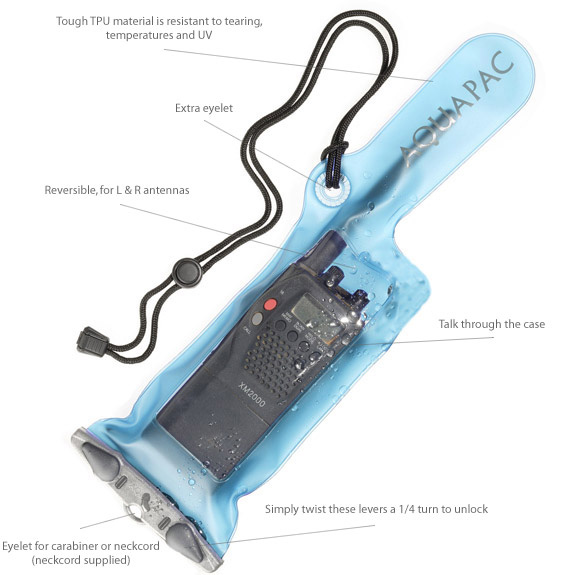 Tough TPU material is resistant to tearing,
temperatures and UV
AQUAPAC
Extra eyelet
Reversible, for L & R antennas
Talk through the case
XM2000
Simply twist these levers a 1/4 turn to unlock
Eyelet for carabiner or neckcord
(neckcord supplied)